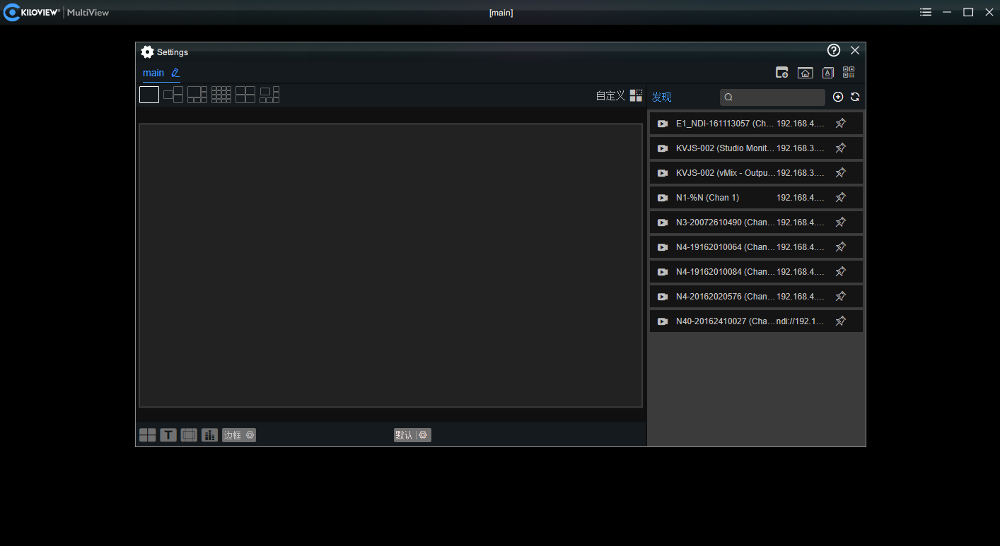 KILOVIEW® MultiView
[main]
Settings
main
自定义
发现
E1_NDI-161113057 (Ch... 192.168.4....
KVJS-002 (Studio Monit... 192.168.3....
KVJS-002 (vMix - Outpu... 192.168.3....
N1-%N (Chan 1) 192.168.4....
N3-20072610490 (Chan... 192.168.4....
N4-19162010064 (Chan... 192.168.4....
N4-19162010084 (Chan... 192.168.4....
N4-20162020576 (Chan... 192.168.4....
N40-20162410027 (Cha... ndi://192.1...
T
边框
默认